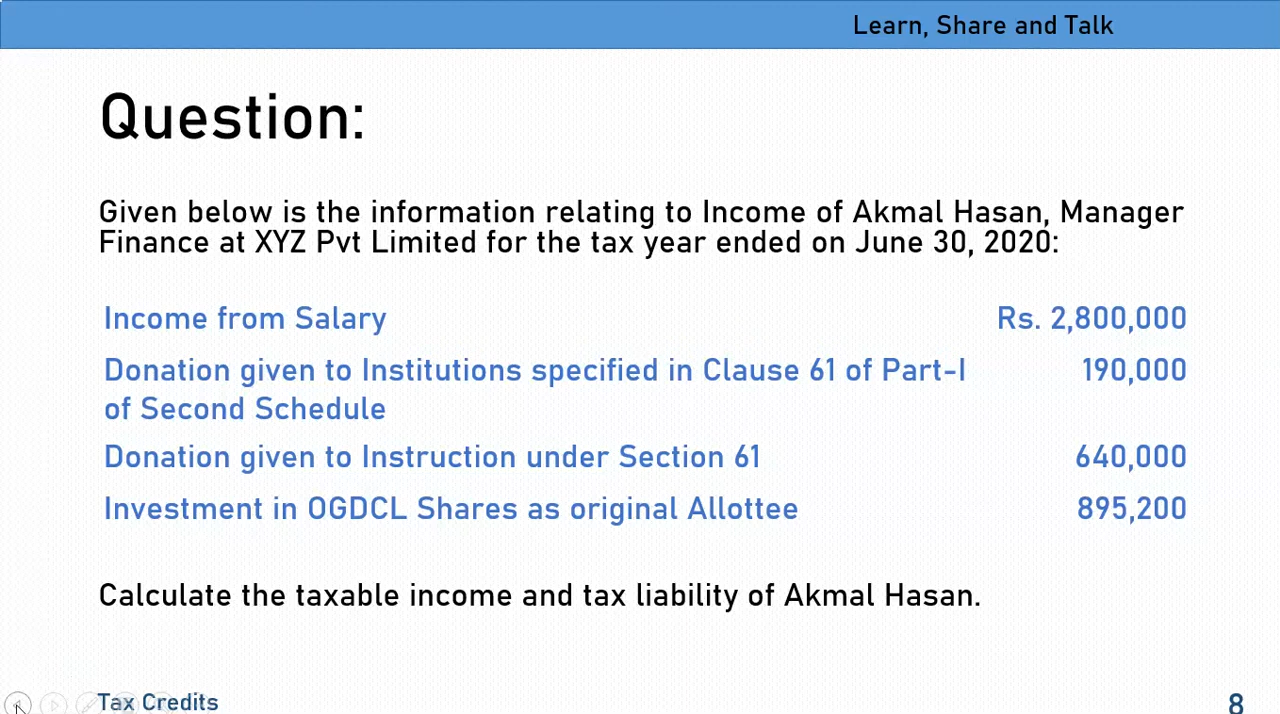 Learn, Share and Talk
Question:
Given below is the information relating to Income of Akmal Hasan, Manager
Finance at XYZ Pvt Limited for the tax year ended on June 30, 2020:
Income from Salary Rs. 2,800,000
Donation given to Institutions specified in Clause 61 of Part-I 190,000
of Second Schedule
Donation given to Instruction under Section 61 640,000
Investment in OGDCL Shares as original Allottee 895,200
Calculate the taxable income and tax liability of Akmal Hasan.
Tax Credits 8